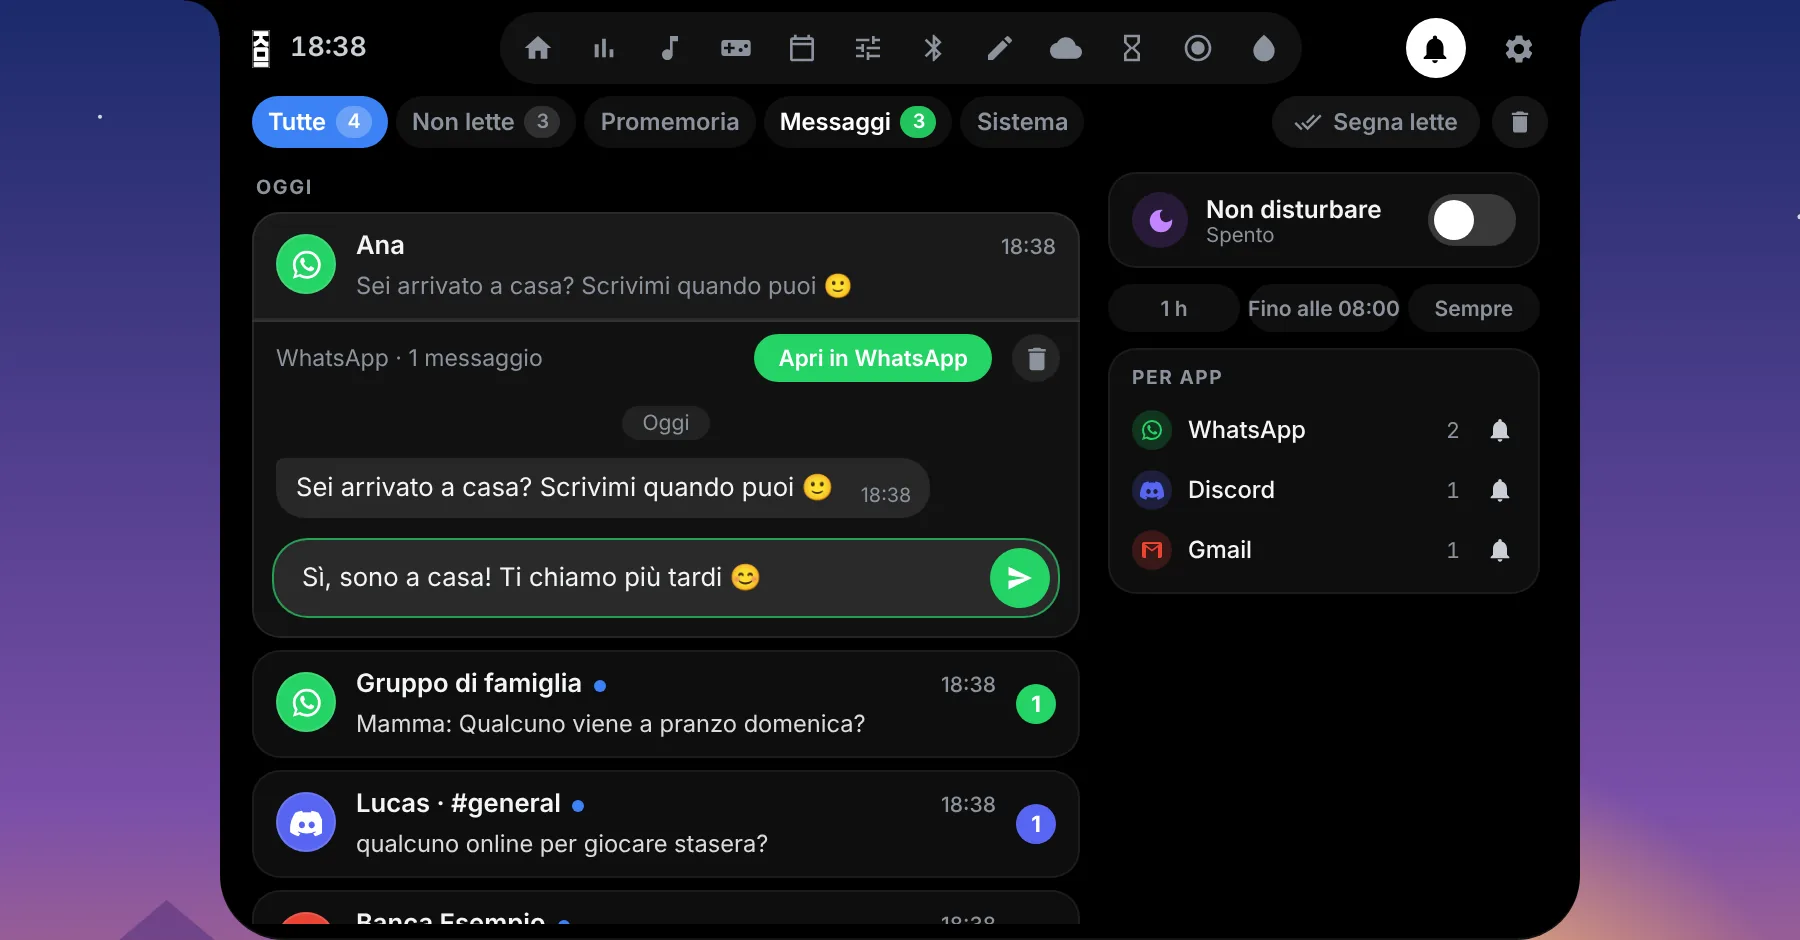 18:38
Tutte 4
Non lette 3
Promemoria
Messaggi 3
Sistema
Segna lette
OGGI
Ana
18:38
Sei arrivato a casa? Scrivimi quando puoi 🙂
WhatsApp · 1 messaggio
Apri in WhatsApp
Oggi
Sei arrivato a casa? Scrivimi quando puoi 🙂 18:38
Sì, sono a casa! Ti chiamo più tardi 😊
Gruppo di famiglia
18:38
Mamma: Qualcuno viene a pranzo domenica?
1
Lucas · #general
18:38
qualcuno online per giocare stasera?
1
Banca Esempio
18:38
Non disturbare
Spento
1 h
Fino alle 08:00
Sempre
PER APP
WhatsApp 2
Discord 1
Gmail 1